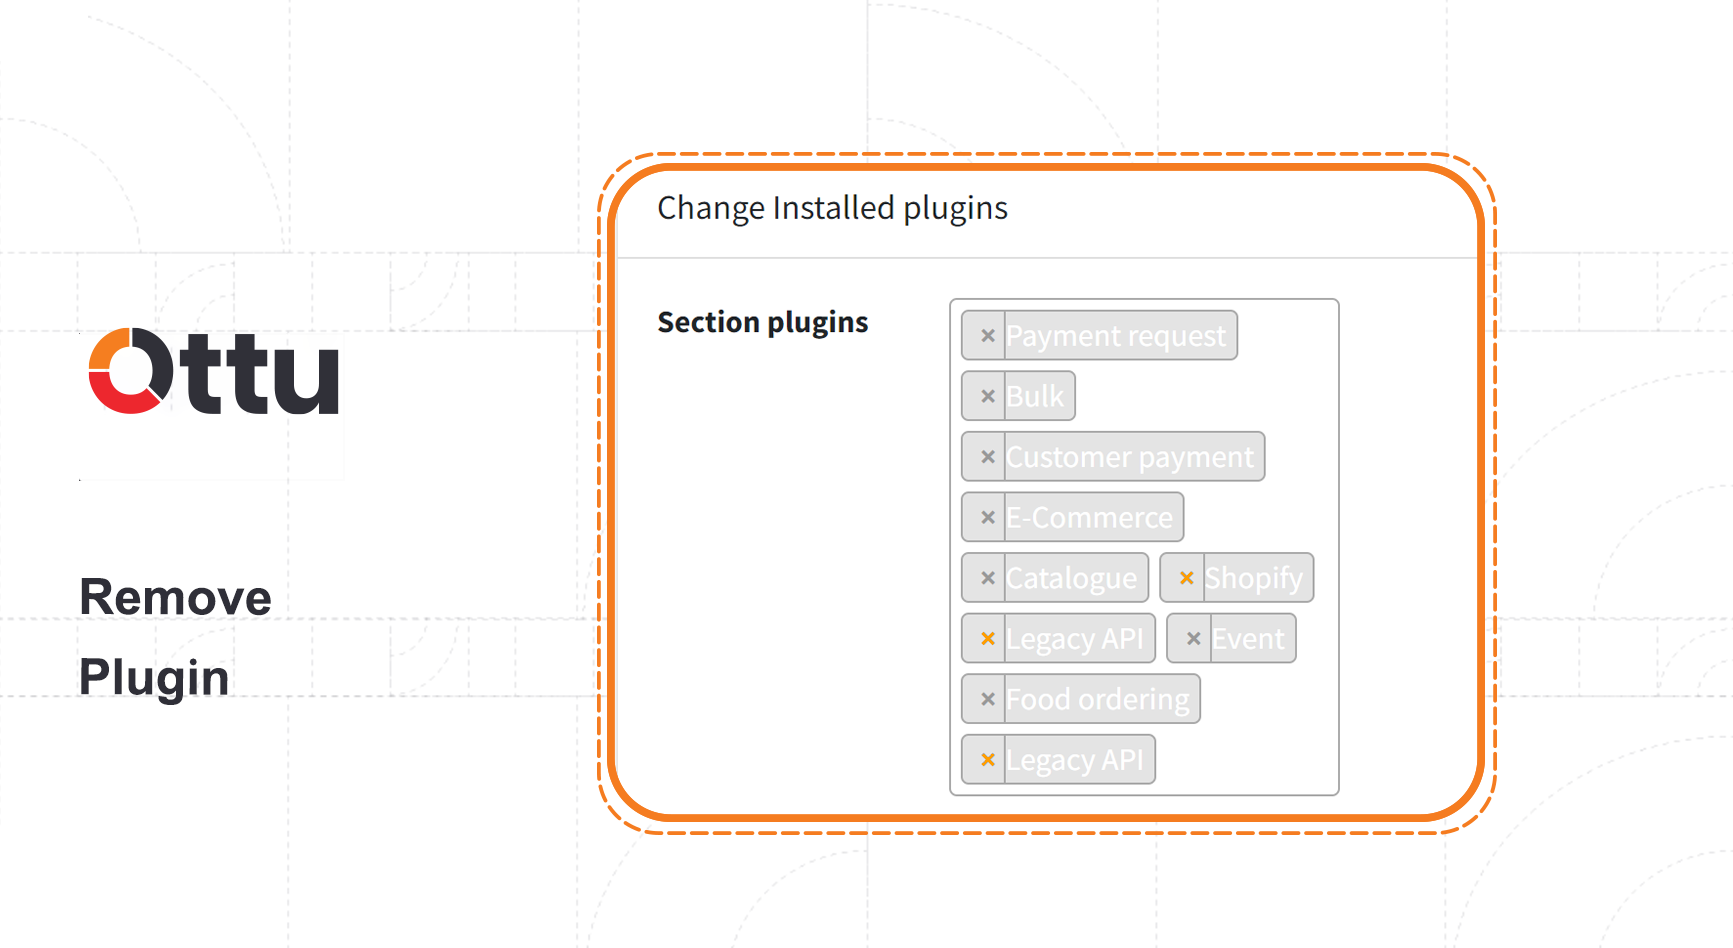 Ottu
Remove
Plugin
Change Installed plugins
Section plugins
× Payment request
× Bulk
× Customer payment
× E-Commerce
× Catalogue × Shopify
× Legacy API × Event
× Food ordering
× Legacy API